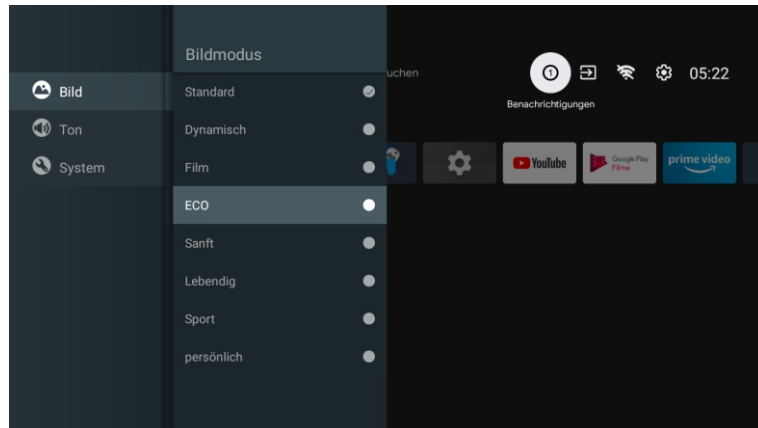 Bildmodus
uchen
1
05:22
Benachrichtigungen
Bild
Ton
System
Standard
Dynamisch
Film
ECO
Sanft
Lebendig
Sport
persönlich
YouTube
Google Play
Filme
prime video